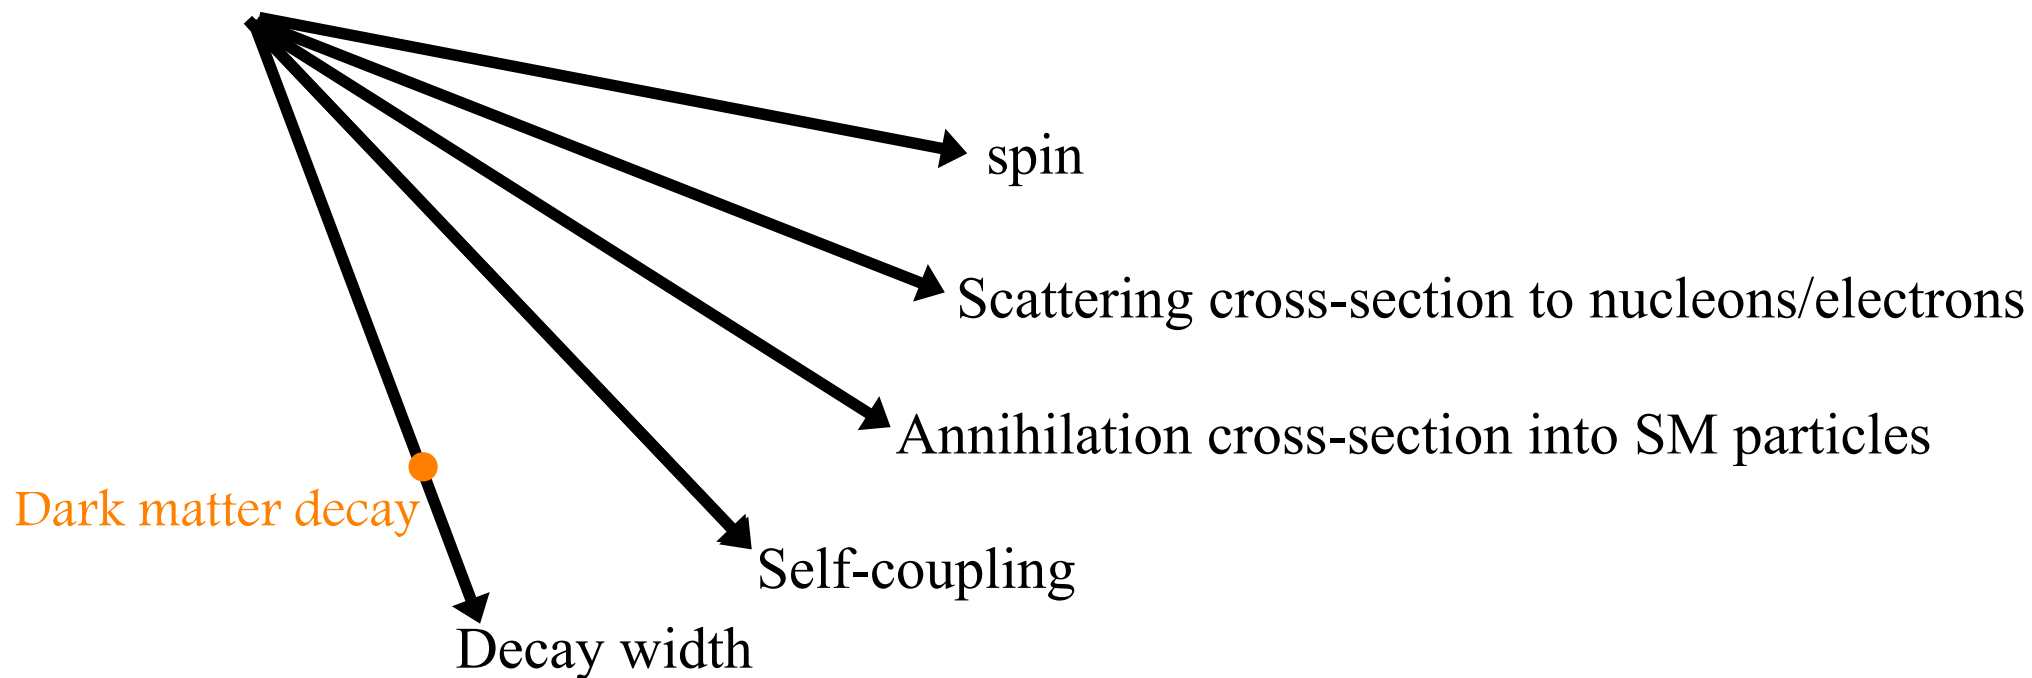 spin
Scattering cross-section to nucleons/electrons
Annihilation cross-section into SM particles
Dark matter decay
Self-coupling
Decay width